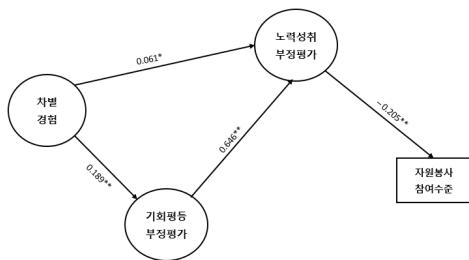 노력성취
부정평가
0.061*
차별
경험
0.646**
−0.205**
0.189**
자원봉사
참여수준
기회평등
부정평가